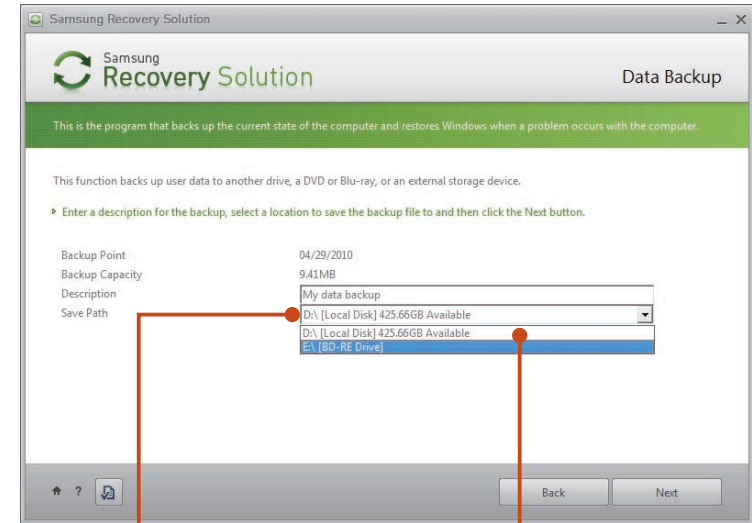 Samsung Recovery Solution
Samsung
Recovery Solution
Data Backup
This is the program that backs up the current state of the computer and restores Windows when a problem occurs with the computer.
This function backs up user data to another drive, a DVD or Blu-ray, or an external storage device.
Enter a description for the backup, select a location to save the backup file to and then click the Next button.
Backup Point 04/29/2010
Backup Capacity 9.41MB
Description My data backup
Save Path D:\ [Local Disk] 425.66GB Available
D:\ [Local Disk] 425.66GB Available
E:\ [BD-RE Drive]
? Back Next